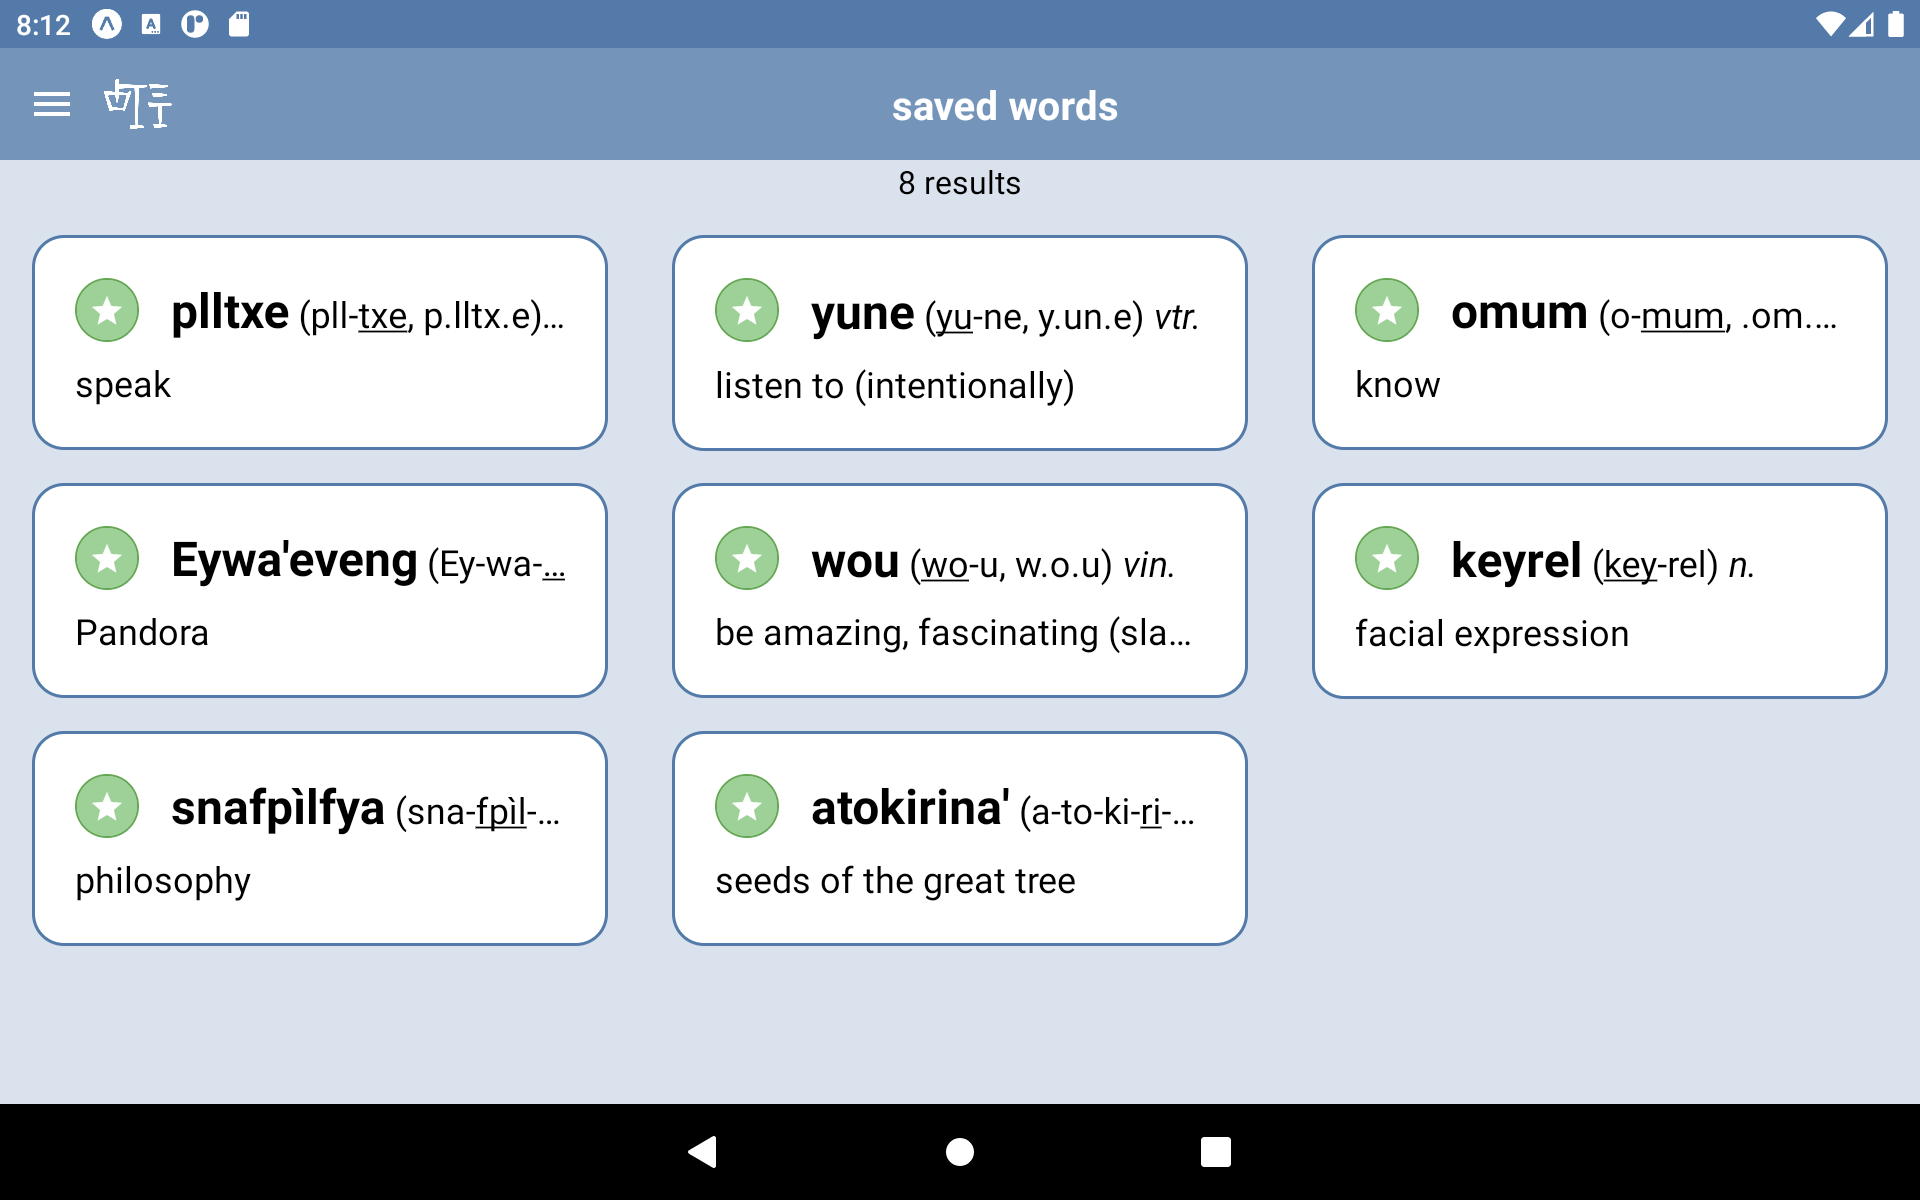 8:12
saved words
8 results
plltxe (pll-txe, p.lltx.e)...
speak
yune (yu-ne, y.un.e) vtr.
listen to (intentionally)
omum (o-mum, .om....
know
Eywa'eveng (Ey-wa-...
Pandora
wou (wo-u, w.o.u) vin.
be amazing, fascinating (sla...
keyrel (key-rel) n.
facial expression
snafpìlfya (sna-fpìl-...
philosophy
atokirina' (a-to-ki-ri-...
seeds of the great tree